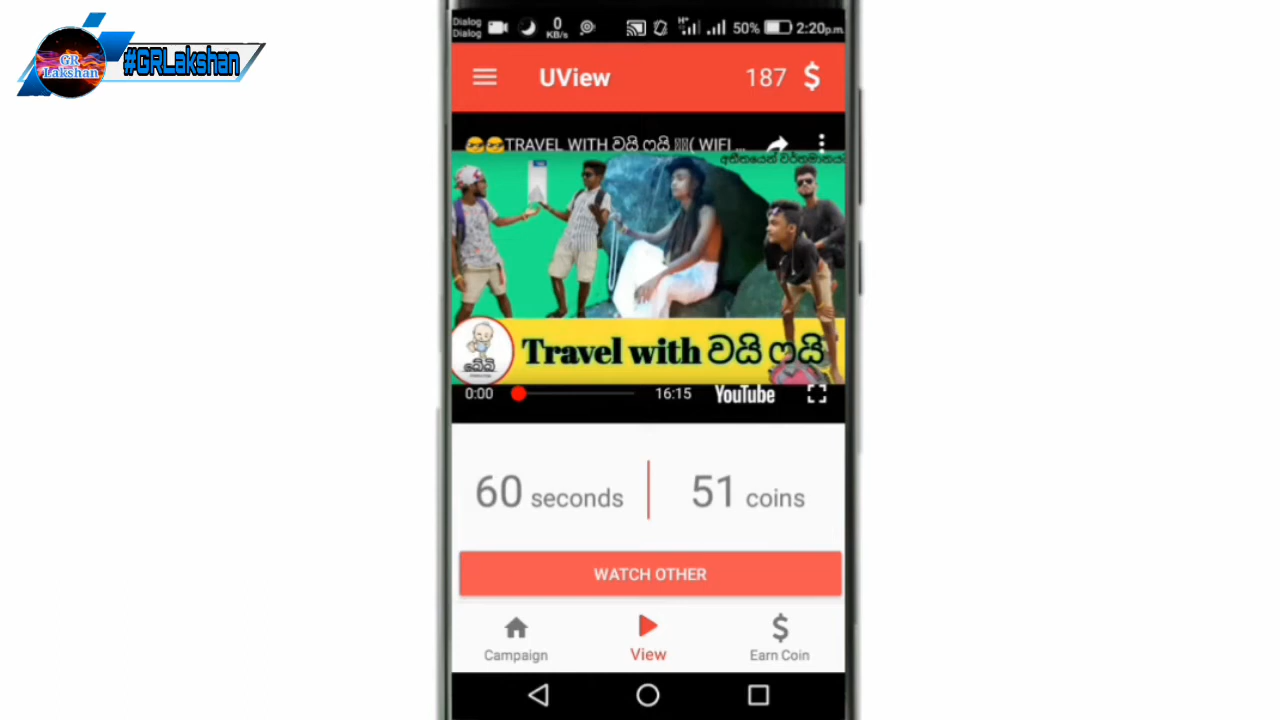 GR
Lakshan
#GRLakshan
Dialog
Dialog
0
KB/s
50%
2:20p.m.
UView
187 $
😎😎TRAVEL WITH වයි ෆයි ( WIFI ...
Travel with වයි ෆයි
බේබි
0:00
16:15
YouTube
60 seconds
51 coins
WATCH OTHER
Campaign
View
Earn Coin